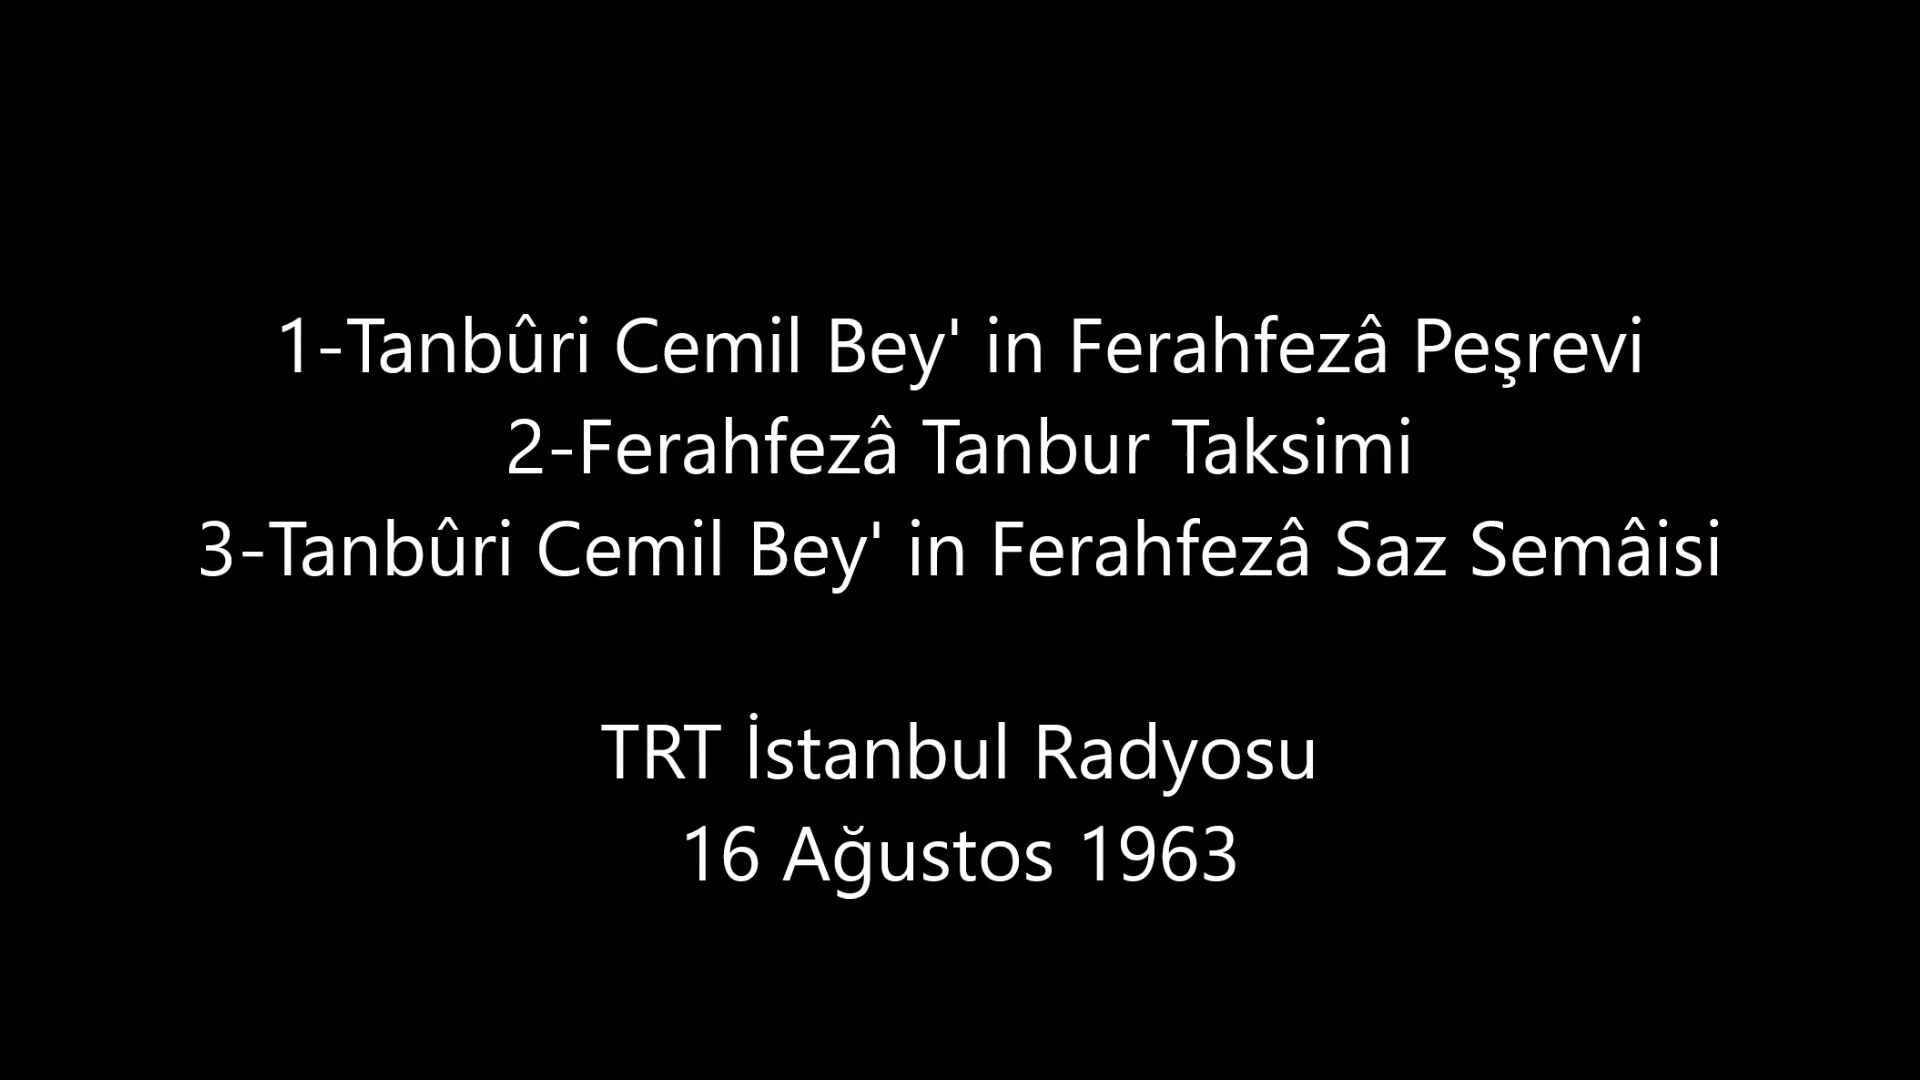 1-Tanbûri Cemil Bey' in Ferahfezâ Peşrevi
2-Ferahfezâ Tanbur Taksimi
3-Tanbûri Cemil Bey' in Ferahfezâ Saz Semâisi
TRT İstanbul Radyosu
16 Ağustos 1963